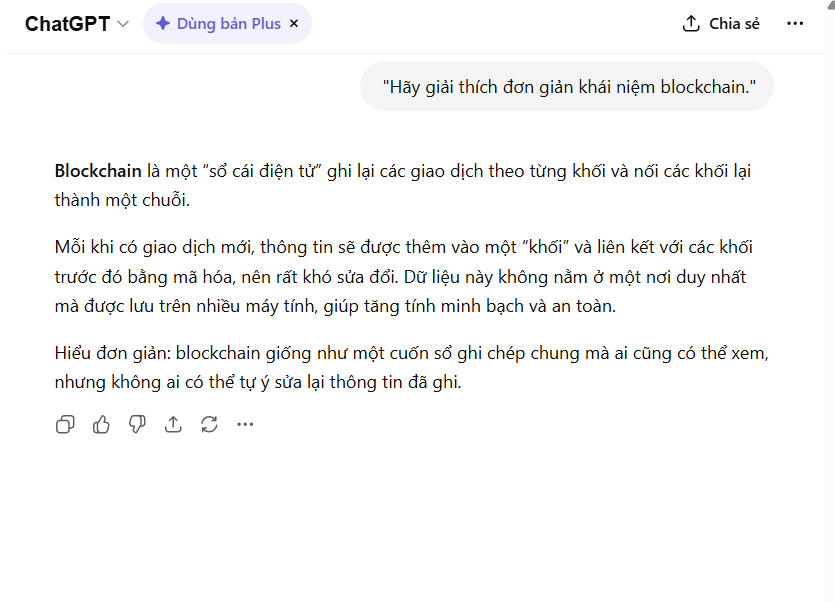 ChatGPT
Dùng bản Plus ×
Chia sẻ
"Hãy giải thích đơn giản khái niệm blockchain."
Blockchain là một “sổ cái điện tử” ghi lại các giao dịch theo từng khối và nối các khối lại
thành một chuỗi.
Mỗi khi có giao dịch mới, thông tin sẽ được thêm vào một “khối” và liên kết với các khối
trước đó bằng mã hóa, nên rất khó sửa đổi. Dữ liệu này không nằm ở một nơi duy nhất
mà được lưu trên nhiều máy tính, giúp tăng tính minh bạch và an toàn.
Hiểu đơn giản: blockchain giống như một cuốn sổ ghi chép chung mà ai cũng có thể xem,
nhưng không ai có thể tự ý sửa lại thông tin đã ghi.